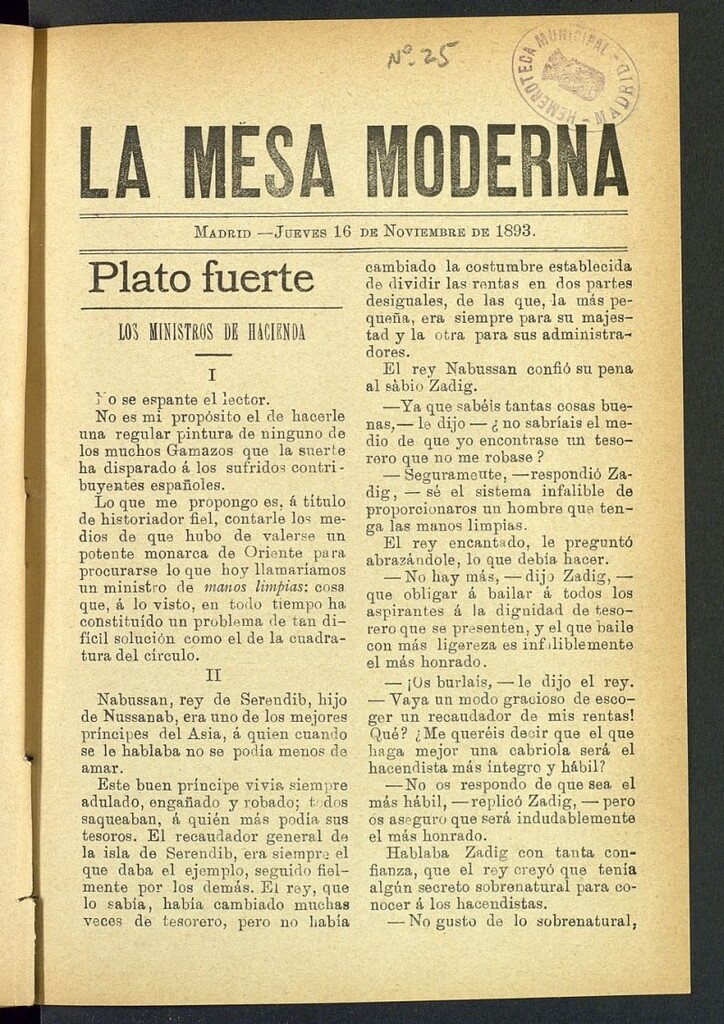 Nº. 25
HEMEROTECA MUNICIPAL - MADRID -
LA MESA MODERNA
MADRID —JUEVES 16 DE NOVIEMBRE DE 1893.
Plato fuerte
LOS MINISTROS DE HACIENDA
I
No se espante el lector.
No es mi propósito el de hacerle
una regular pintura de ninguno de
los muchos Gamazos que la suerte
ha disparado á los sufridos contri-
buyentes españoles.
Lo que me propongo es, á título
de historiador fiel, contarle los me-
dios de que hubo de valerse un
potente monarca de Oriente para
procurarse lo que hoy llamaríamos
un ministro de manos limpias: cosa
que, á lo visto, en todo tiempo ha
constituído un problema de tan di-
fícil solución como el de la cuadra-
tura del círculo.
II
Nabussan, rey de Serendib, hijo
de Nussanab, era uno de los mejores
príncipes del Asia, á quien cuando
se le hablaba no se podía menos de
amar.
Este buen príncipe vivia siempre
adulado, engañado y robado; todos
saqueaban, á quién más podía sus
tesoros. El recaudador general de
la isla de Serendib, era siempre el
que daba el ejemplo, seguido fiel-
mente por los demás. El rey, que
lo sabía, había cambiado muchas
veces de tesorero, pero no había
cambiado la costumbre establecida
de dividir las rentas en dos partes
desiguales, de las que, la más pe-
queña, era siempre para su majes-
tad y la otra para sus administra-
dores.
El rey Nabussan confió su pena
al sabio Zadig.
—Ya que sabéis tantas cosas bue-
nas,— le dijo — ¿ no sabríais el me-
dio de que yo encontrase un teso-
rero que no me robase ?
— Seguramente, —respondió Za-
dig, — sé el sistema infalible de
proporcionaros un hombre que ten-
ga las manos limpias.
El rey encantado, le preguntó
abrazándole, lo que debía hacer.
— No hay más, — dijo Zadig, —
que obligar á bailar á todos los
aspirantes á la dignidad de teso-
rero que se presenten, y el que baile
con más ligereza es infaliblemente
el más honrado.
— ¡Os burlais, — le dijo el rey.
— Vaya un modo gracioso de esco-
ger un recaudador de mis rentas!
Qué? ¿Me queréis decir que el que
haga mejor una cabriola será el
hacendista más íntegro y hábil?
—No os respondo de que sea el
más hábil, —replicó Zadig, — pero
os aseguro que será indudablemente
el más honrado.
Hablaba Zadig con tanta con-
fianza, que el rey creyó que tenía
algún secreto sobrenatural para co-
nocer á los hacendistas.
— No gusto de lo sobrenatural,